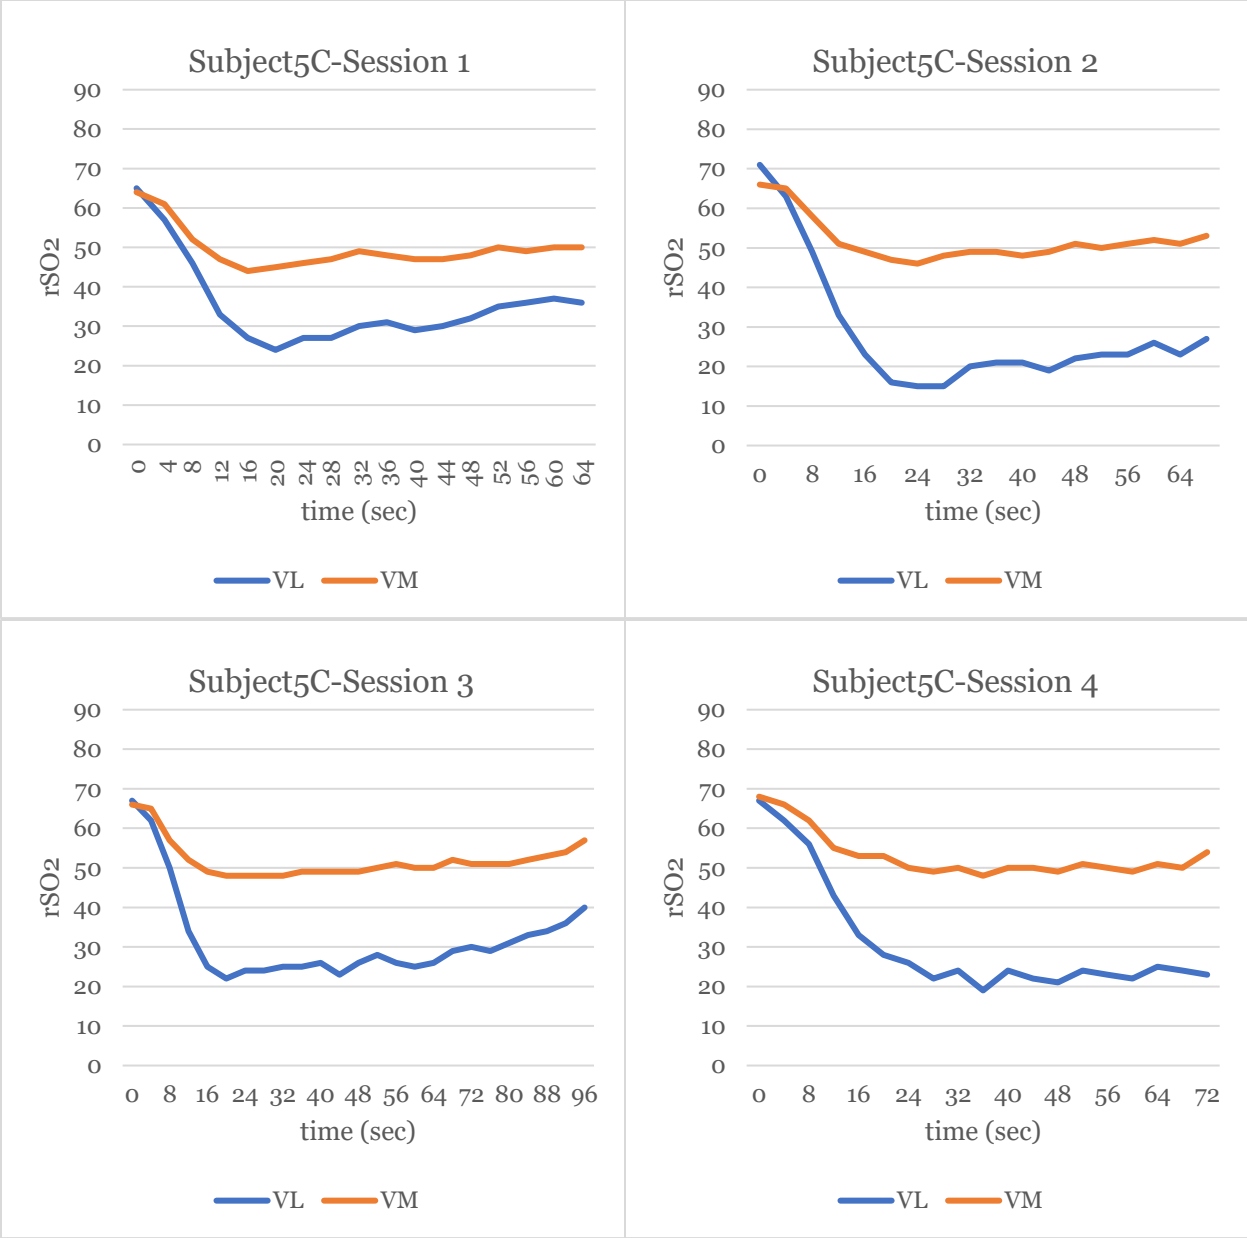 Subject5C-Session 1
90
80
70
60
50
40
30
20
10
0
rSO2
0 4 8 12 16 20 24 28 32 36 40 44 48 52 56 60 64
time (sec)
VL VM
Subject5C-Session 2
90
80
70
60
50
40
30
20
10
0
rSO2
0 8 16 24 32 40 48 56 64
time (sec)
VL VM
Subject5C-Session 3
90
80
70
60
50
40
30
20
10
0
rSO2
0 8 16 24 32 40 48 56 64 72 80 88 96
time (sec)
VL VM
Subject5C-Session 4
90
80
70
60
50
40
30
20
10
0
rSO2
0 8 16 24 32 40 48 56 64 72
time (sec)
VL VM